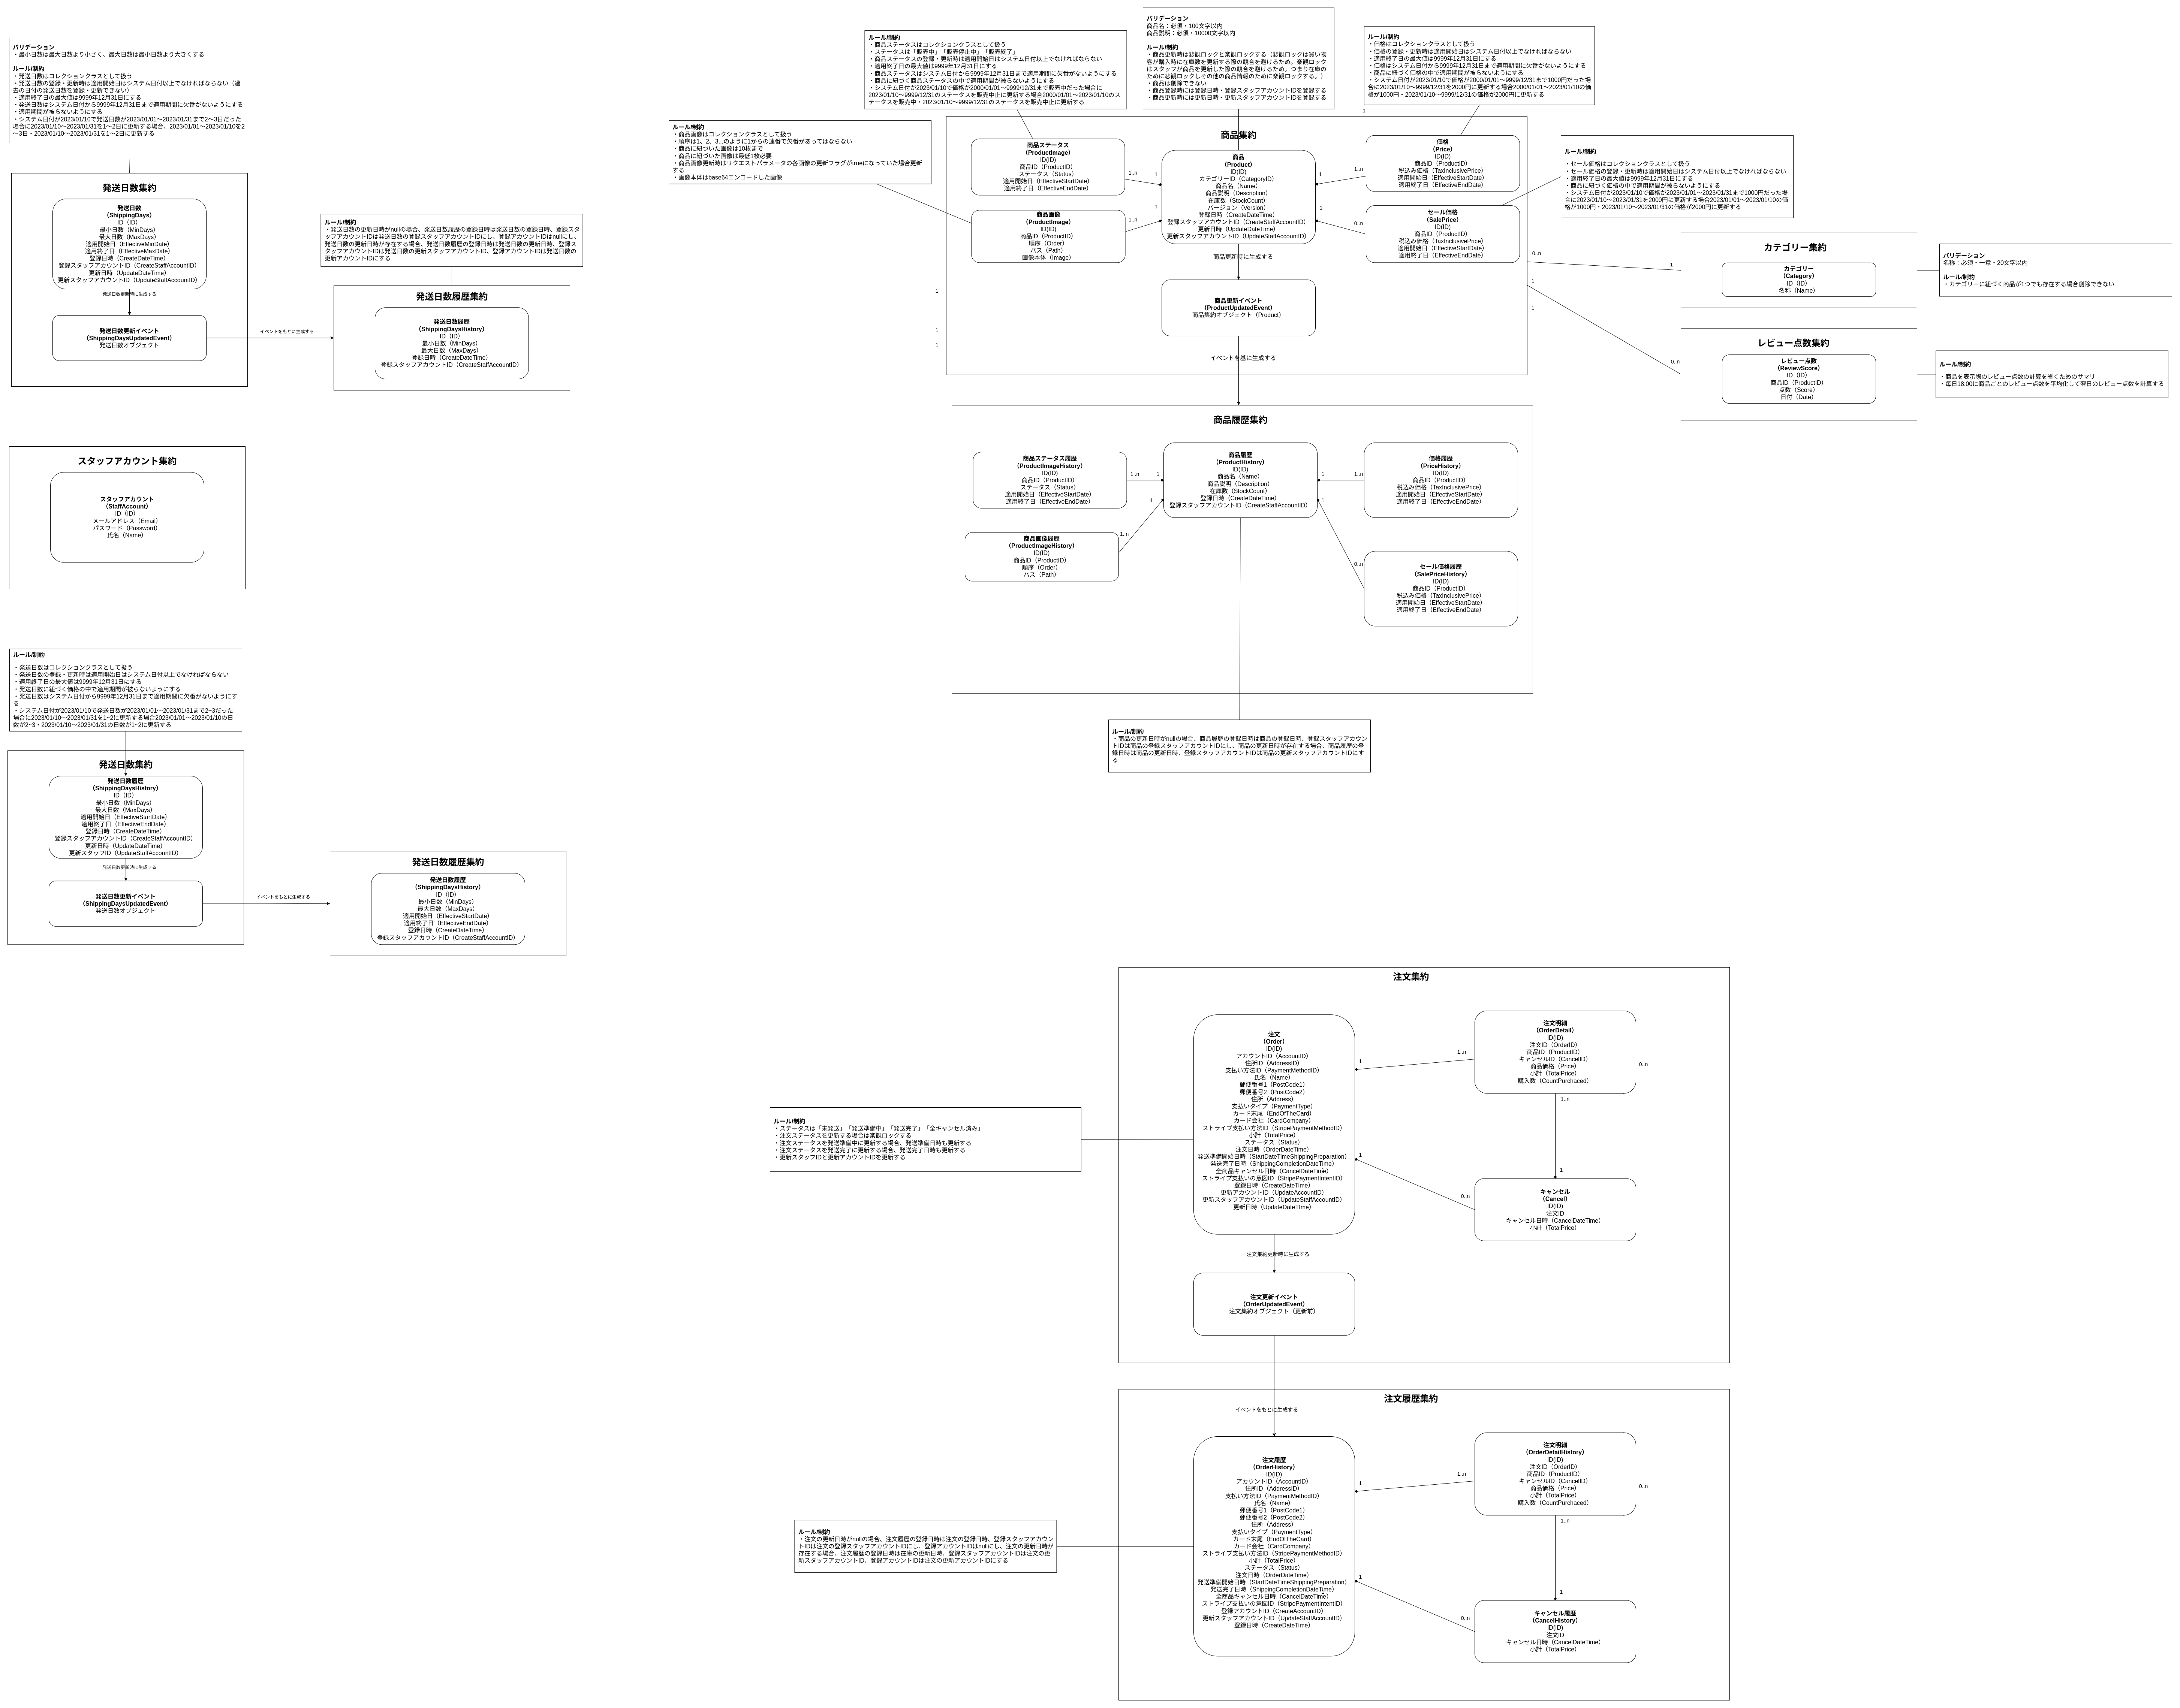 バリデーション
・最小日数は最大日数より小さく、最大日数は最小日数より大きくする
ルール/制約
・発送日数はコレクションクラスとして扱う
・発送日数の登録・更新時は適用開始日はシステム日付以上でなければならない（過
去の日付の発送日数を登録・更新できない）
・適用終了日の最大値は9999年12月31日にする
・発送日数はシステム日付から9999年12月31日まで適用期間に欠番がないようにする
・適用期間が被らないようにする
・システム日付が2023/01/10で発送日数が2023/01/01〜2023/01/31まで2〜3日だった
場合に2023/01/10〜2023/01/31を1〜2日に更新する場合、2023/01/01〜2023/01/10を2
〜3日・2023/01/10〜2023/01/31を1〜2日に更新する
発送日数集約
発送日数
（ShippingDays）
ID（ID）
最小日数（MinDays）
最大日数（MaxDays）
適用開始日（EffectiveMinDate）
適用終了日（EffectiveMaxDate）
登録日時（CreateDateTime）
登録スタッフアカウントID（CreateStaffAccountID）
更新日時（UpdateDateTime）
更新スタッフアカウントID（UpdateStaffAccountID）
発送日数更新時に生成する
発送日数更新イベント
（ShippingDaysUpdatedEvent）
発送日数オブジェクト
イベントをもとに生成する
ルール/制約
・発送日数の更新日時がnullの場合、発送日数履歴の登録日時は発送日数の登録日時、登録スタ
ッフアカウントIDは発送日数の登録スタッフアカウントIDにし、登録アカウントIDはnullにし、
発送日数の更新日時が存在する場合、発送日数履歴の登録日時は発送日数の更新日時、登録ス
タッフアカウントIDは発送日数の更新スタッフアカウントID、登録アカウントIDは発送日数の
更新アカウントIDにする
発送日数履歴集約
発送日数履歴
（ShippingDaysHistory）
ID（ID）
最小日数（MinDays）
最大日数（MaxDays）
登録日時（CreateDateTime）
登録スタッフアカウントID（CreateStaffAccountID）
スタッフアカウント集約
スタッフアカウント
（StaffAccount）
ID（ID）
メールアドレス（Email）
パスワード（Password）
氏名（Name）
ルール/制約
・発送日数はコレクションクラスとして扱う
・発送日数の登録・更新時は適用開始日はシステム日付以上でなければならない
・適用終了日の最大値は9999年12月31日にする
・発送日数に紐づく価格の中で適用期間が被らないようにする
・発送日数はシステム日付から9999年12月31日まで適用期間に欠番がないようにす
る
・システム日付が2023/01/10で発送日数が2023/01/01〜2023/01/31まで2~3だった
場合に2023/01/10〜2023/01/31を1~2に更新する場合2023/01/01〜2023/01/10の日
数が2~3・2023/01/10〜2023/01/31の日数が1~2に更新する
発送日数集約
発送日数履歴
（ShippingDaysHistory）
ID（ID）
最小日数（MinDays）
最大日数（MaxDays）
適用開始日（EffectiveStartDate）
適用終了日（EffectiveEndDate）
登録日時（CreateDateTime）
登録スタッフアカウントID（CreateStaffAccountID）
更新日時（UpdateDateTime）
更新スタッフID（UpdateStaffAccountID）
発送日数更新時に生成する
発送日数更新イベント
（ShippingDaysUpdatedEvent）
発送日数オブジェクト
イベントをもとに生成する
発送日数履歴集約
発送日数履歴
（ShippingDaysHistory）
ID（ID）
最小日数（MinDays）
最大日数（MaxDays）
適用開始日（EffectiveStartDate）
適用終了日（EffectiveEndDate）
登録日時（CreateDateTime）
登録スタッフアカウントID（CreateStaffAccountID）
ルール/制約
・商品画像はコレクションクラスとして扱う
・順序は1、2、3...のように1からの連番で欠番があってはならない
・商品に紐づいた画像は10枚まで
・商品に紐づいた画像は最低1枚必要
・商品画像更新時はリクエストパラメータの各画像の更新フラグがtrueになっていた場合更新
する
・画像本体はbase64エンコードした画像
ルール/制約
・商品ステータスはコレクションクラスとして扱う
・ステータスは「販売中」「販売停止中」「販売終了」
・商品ステータスの登録・更新時は適用開始日はシステム日付以上でなければならない
・適用終了日の最大値は9999年12月31日にする
・商品ステータスはシステム日付から9999年12月31日まで適用期間に欠番がないようにする
・商品に紐づく商品ステータスの中で適用期間が被らないようにする
・システム日付が2023/01/10で価格が2000/01/01〜9999/12/31まで販売中だった場合に
2023/01/10〜9999/12/31のステータスを販売中止に更新する場合2000/01/01〜2023/01/10のス
テータスを販売中・2023/01/10〜9999/12/31のステータスを販売中止に更新する
バリデーション
商品名：必須・100文字以内
商品説明：必須・10000文字以内
ルール/制約
・商品更新時は悲観ロックと楽観ロックする（悲観ロックは買い物
客が購入時に在庫数を更新する際の競合を避けるため。楽観ロック
はスタッフが商品を更新した際の競合を避けるため。つまり在庫の
ために悲観ロックしその他の商品情報のために楽観ロックする。）
・商品は削除できない
・商品登録時には登録日時・登録スタッフアカウントIDを登録する
・商品更新時には更新日時・更新スタッフアカウントIDを登録する
ルール/制約
・価格はコレクションクラスとして扱う
・価格の登録・更新時は適用開始日はシステム日付以上でなければならない
・適用終了日の最大値は9999年12月31日にする
・価格はシステム日付から9999年12月31日まで適用期間に欠番がないようにする
・商品に紐づく価格の中で適用期間が被らないようにする
・システム日付が2023/01/10で価格が2000/01/01〜9999/12/31まで1000円だった場
合に2023/01/10〜9999/12/31を2000円に更新する場合2000/01/01〜2023/01/10の価
格が1000円・2023/01/10〜9999/12/31の価格が2000円に更新する
1
ルール/制約
・セール価格はコレクションクラスとして扱う
・セール価格の登録・更新時は適用開始日はシステム日付以上でなければならない
・適用終了日の最大値は9999年12月31日にする
・商品に紐づく価格の中で適用期間が被らないようにする
・システム日付が2023/01/10で価格が2023/01/01〜2023/01/31まで1000円だった場
合に2023/01/10〜2023/01/31を2000円に更新する場合2023/01/01〜2023/01/10の価
格が1000円・2023/01/10〜2023/01/31の価格が2000円に更新する
商品集約
商品ステータス
（ProductImage）
ID(ID)
商品ID（ProductID）
ステータス（Status）
適用開始日（EffectiveStartDate）
適用終了日（EffectiveEndDate）
1..n
1
商品画像
（ProductImage）
ID(ID)
商品ID（ProductID）
順序（Order）
パス（Path）
画像本体（Image）
1..n
1
商品
（Product）
ID(ID)
カテゴリーID（CategoryID）
商品名（Name）
商品説明（Description）
在庫数（StockCount）
バージョン（Version）
登録日時（CreateDateTime）
登録スタッフアカウントID（CreateStaffAccountID）
更新日時（UpdateDateTime）
更新スタッフアカウントID（UpdateStaffAccountID）
1
1..n
価格
（Price）
ID(ID)
商品ID（ProductID）
税込み価格（TaxInclusivePrice）
適用開始日（EffectiveStartDate）
適用終了日（EffectiveEndDate）
1
0..n
セール価格
（SalePrice）
ID(ID)
商品ID（ProductID）
税込み価格（TaxInclusivePrice）
適用開始日（EffectiveStartDate）
適用終了日（EffectiveEndDate）
商品更新時に生成する
商品更新イベント
（ProductUpdatedEvent）
商品集約オブジェクト（Product）
イベントを基に生成する
1
1
1
0..n
1
1
1
0..n
カテゴリー集約
カテゴリー
（Category）
ID（ID）
名称（Name）
バリデーション
名称：必須・一意・20文字以内
ルール/制約
・カテゴリーに紐づく商品が1つでも存在する場合削除できない
レビュー点数集約
レビュー点数
（ReviewScore）
ID（ID）
商品ID（ProductID）
点数（Score）
日付（Date）
ルール/制約
・商品を表示際のレビュー点数の計算を省くためのサマリ
・毎日18:00に商品ごとのレビュー点数を平均化して翌日のレビュー点数を計算する
商品履歴集約
商品ステータス履歴
（ProductImageHistory）
ID(ID)
商品ID（ProductID）
ステータス（Status）
適用開始日（EffectiveStartDate）
適用終了日（EffectiveEndDate）
1..n
1
商品画像履歴
（ProductImageHistory）
ID(ID)
商品ID（ProductID）
順序（Order）
パス（Path）
1..n
1
商品履歴
（ProductHistory）
ID(ID)
商品名（Name）
商品説明（Description）
在庫数（StockCount）
登録日時（CreateDateTime）
登録スタッフアカウントID（CreateStaffAccountID）
1
1..n
価格履歴
（PriceHistory）
ID(ID)
商品ID（ProductID）
税込み価格（TaxInclusivePrice）
適用開始日（EffectiveStartDate）
適用終了日（EffectiveEndDate）
1
0..n
セール価格履歴
（SalePriceHistory）
ID(ID)
商品ID（ProductID）
税込み価格（TaxInclusivePrice）
適用開始日（EffectiveStartDate）
適用終了日（EffectiveEndDate）
ルール/制約
・商品の更新日時がnullの場合、商品履歴の登録日時は商品の登録日時、登録スタッフアカウン
トIDは商品の登録スタッフアカウントIDにし、商品の更新日時が存在する場合、商品履歴の登
録日時は商品の更新日時、登録スタッフアカウントIDは商品の更新スタッフアカウントIDにす
る
注文集約
注文
（Order）
ID(ID)
アカウントID（AccountID）
住所ID（AddressID）
支払い方法ID（PaymentMethodID）
氏名（Name）
郵便番号1（PostCode1）
郵便番号2（PostCode2）
住所（Address）
支払いタイプ（PaymentType）
カード末尾（EndOfTheCard）
カード会社（CardCompany）
ストライプ支払い方法ID（StripePaymentMethodID）
小計（TotalPrice）
ステータス（Status）
注文日時（OrderDateTime）
発送準備開始日時（StartDateTimeShippingPreparation）
発送完了日時（ShippingCompletionDateTime）
全商品キャンセル日時（CancelDateTime）
ストライプ支払いの意図ID（StripePaymentIntentID）
登録日時（CreateDateTime）
更新アカウントID（UpdateAccountID）
更新スタッフアカウントID（UpdateStaffAccountID）
更新日時（UpdateDateTIme）
1
1..n
注文明細
（OrderDetail）
ID(ID)
注文ID（OrderID）
商品ID（ProductID）
キャンセルID（CancelID）
商品価格（Price）
小計（TotalPrice）
購入数（CountPurchaced）
0..n
1..n
1
1
0..n
キャンセル
（Cancel）
ID(ID)
注文ID
キャンセル日時（CancelDateTime）
小計（TotalPrice）
ルール/制約
・ステータスは「未発送」「発送準備中」「発送完了」「全キャンセル済み」
・注文ステータスを更新する場合は楽観ロックする
・注文ステータスを発送準備中に更新する場合、発送準備日時も更新する
・注文ステータスを発送完了に更新する場合、発送完了日時も更新する
・更新スタッフIDと更新アカウントIDを更新する
注文集約更新時に生成する
注文更新イベント
（OrderUpdatedEvent）
注文集約オブジェクト（更新前）
注文履歴集約
イベントをもとに生成する
注文履歴
（OrderHistory）
ID(ID)
アカウントID（AccountID）
住所ID（AddressID）
支払い方法ID（PaymentMethodID）
氏名（Name）
郵便番号1（PostCode1）
郵便番号2（PostCode2）
住所（Address）
支払いタイプ（PaymentType）
カード末尾（EndOfTheCard）
カード会社（CardCompany）
ストライプ支払い方法ID（StripePaymentMethodID）
小計（TotalPrice）
ステータス（Status）
注文日時（OrderDateTime）
発送準備開始日時（StartDateTimeShippingPreparation）
発送完了日時（ShippingCompletionDateTime）
全商品キャンセル日時（CancelDateTime）
ストライプ支払いの意図ID（StripePaymentIntentID）
登録アカウントID（CreateAccountID）
更新スタッフアカウントID（UpdateStaffAccountID）
登録日時（CreateDateTime）
1
1..n
注文明細
（OrderDetailHistory）
ID(ID)
注文ID（OrderID）
商品ID（ProductID）
キャンセルID（CancelID）
商品価格（Price）
小計（TotalPrice）
購入数（CountPurchaced）
0..n
1..n
1
1
0..n
キャンセル履歴
（CancelHistory）
ID(ID)
注文ID
キャンセル日時（CancelDateTime）
小計（TotalPrice）
ルール/制約
・注文の更新日時がnullの場合、注文履歴の登録日時は注文の登録日時、登録スタッフアカウン
トIDは注文の登録スタッフアカウントIDにし、登録アカウントIDはnullにし、注文の更新日時が
存在する場合、注文履歴の登録日時は在庫の更新日時、登録スタッフアカウントIDは注文の更
新スタッフアカウントID、登録アカウントIDは注文の更新アカウントIDにする